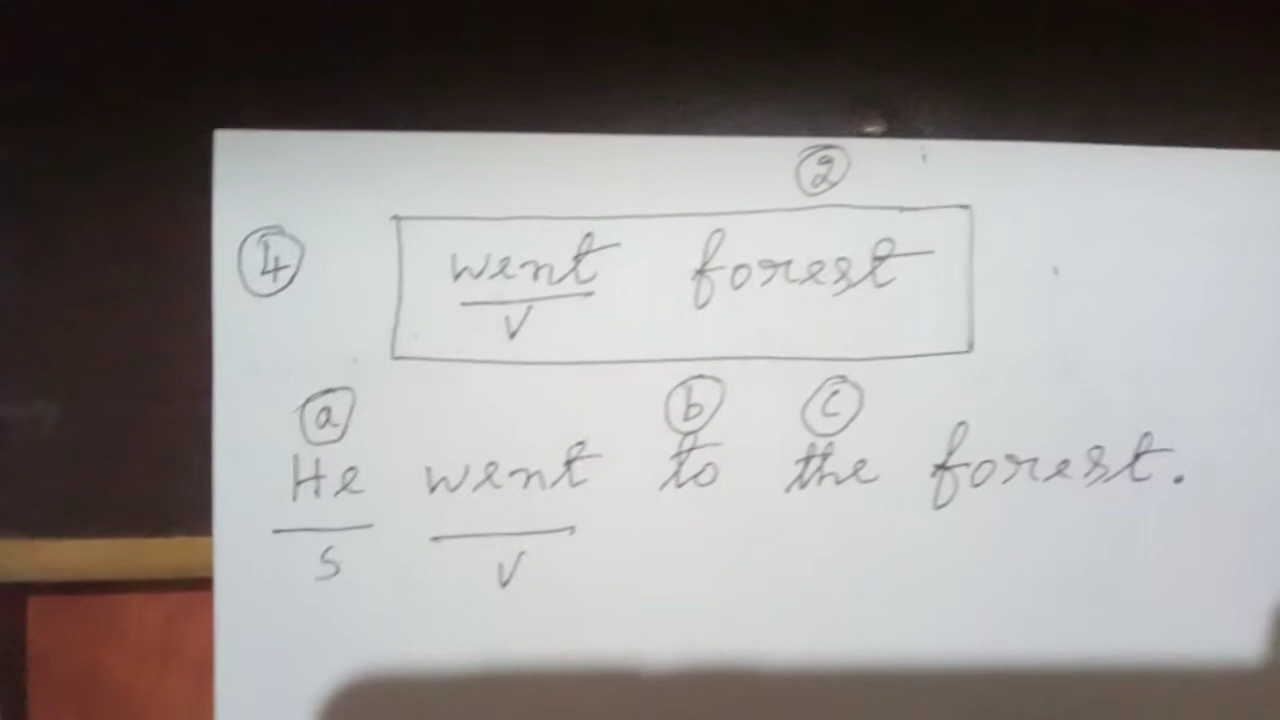 ②
④ went forest
V
ⓐ ⓑ ⓒ
He went to the forest.
S V